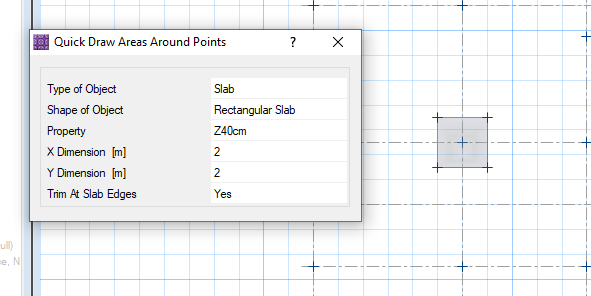 Quick Draw Areas Around Points
? 
Type of Object Slab
Shape of Object Rectangular Slab
Property Z40cm
X Dimension [m] 2
Y Dimension [m] 2
Trim At Slab Edges Yes
ull)
e, N